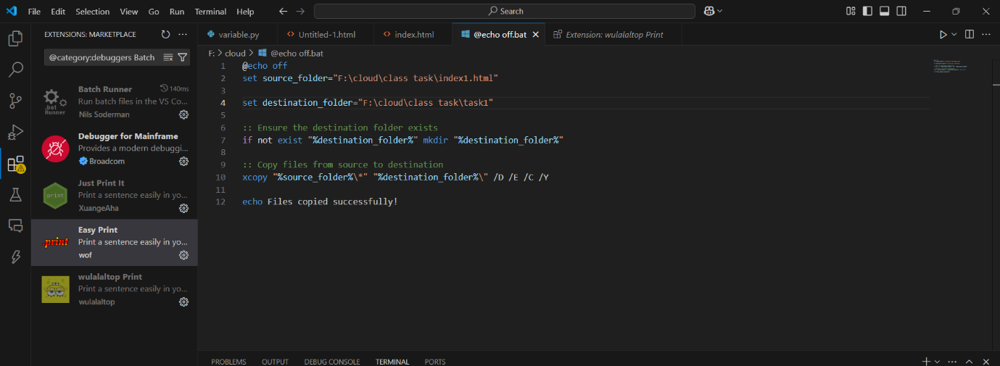 File Edit Selection View Go Run Terminal Help
Search
EXTENSIONS: MARKETPLACE
@category:debuggers Batch
Batch Runner 140ms
Run batch files in the VS Co...
Nils Soderman
.bat
Runner
Debugger for Mainframe
Provides a modern debuggi...
Broadcom
Just Print It
Print a sentence easily in yo...
XuangeAha
print
Easy Print
Print a sentence easily in yo...
wof
.print
wulalaltop Print
Print a sentence easily in yo...
wulalaltop
variable.py Untitled-1.html index.html @echo off.bat Extension: wulalaltop Print
F: > cloud > @echo off.bat
1 @echo off
2 set source_folder="F:\cloud\class task\index1.html"
3
4 set destination_folder="F:\cloud\class task\task1"
5
6 :: Ensure the destination folder exists
7 if not exist "%destination_folder%" mkdir "%destination_folder%"
8
9 :: Copy files from source to destination
10 xcopy "%source_folder%\*" "%destination_folder%\" /D /E /C /Y
11
12 echo Files copied successfully!
PROBLEMS OUTPUT DEBUG CONSOLE TERMINAL PORTS